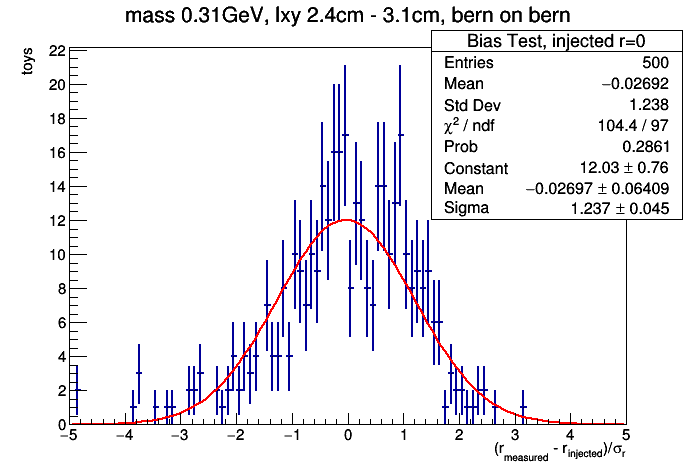 mass 0.31GeV, lxy 2.4cm - 3.1cm, bern on bern
Bias Test, injected r=0
Entries 500
Mean −0.02692
Std Dev 1.238
χ² / ndf 104.4 / 97
Prob 0.2861
Constant 12.03 ± 0.76
Mean −0.02697 ± 0.06409
Sigma 1.237 ± 0.045
toys
22
20
18
16
14
12
10
8
6
4
2
0
−5 −4 −3 −2 −1 0 1 2 3 4 5
(r_measured - r_injected)/σ_r